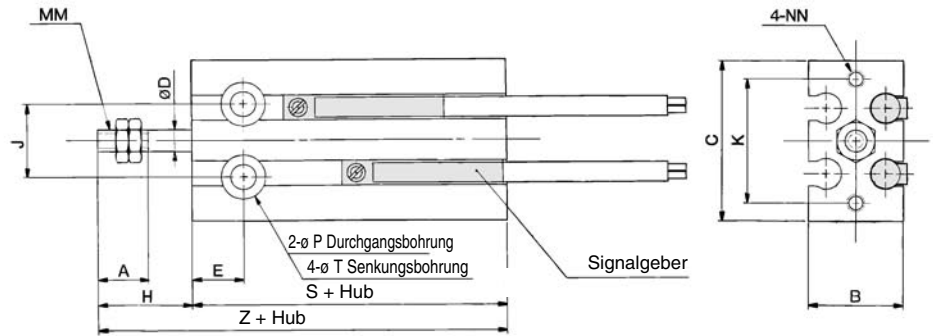 MM
4-NN
ØD
J
C
K
2-ø P Durchgangsbohrung
4-ø T Senkungsbohrung
Signalgeber
A
E
H
S + Hub
B
Z + Hub